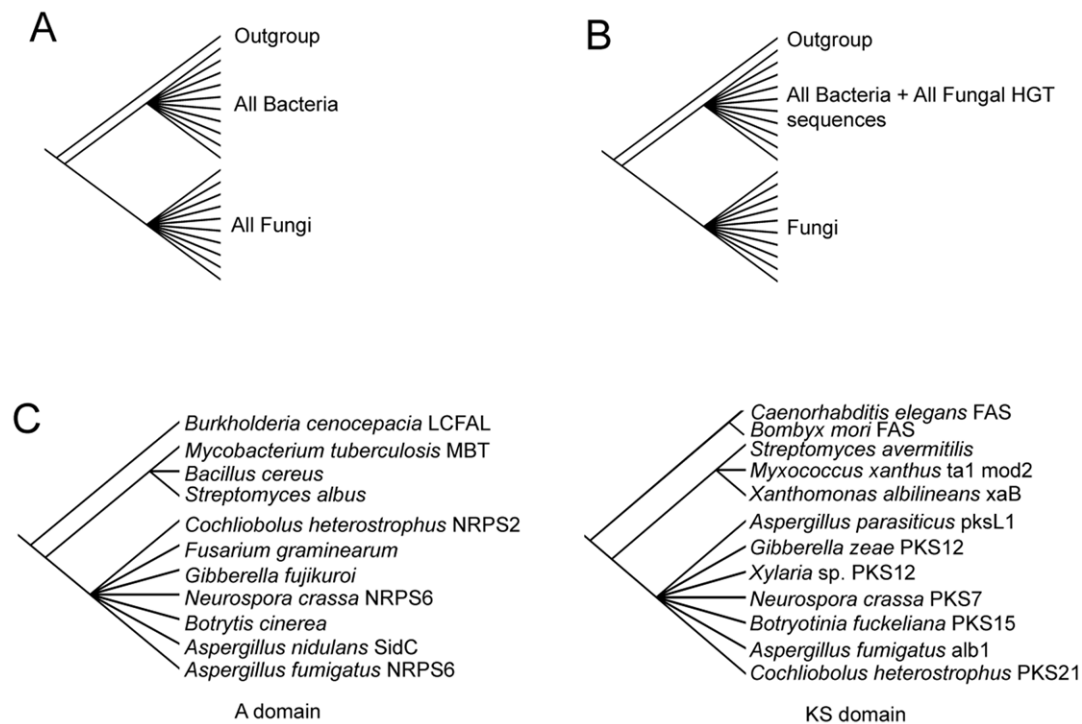 A
Outgroup
All Bacteria
All Fungi
B
Outgroup
All Bacteria + All Fungal HGT
sequences
Fungi
C
Burkholderia cenocepacia LCFAL
Mycobacterium tuberculosis MBT
Bacillus cereus
Streptomyces albus
Cochliobolus heterostrophus NRPS2
Fusarium graminearum
Gibberella fujikuroi
Neurospora crassa NRPS6
Botrytis cinerea
Aspergillus nidulans SidC
Aspergillus fumigatus NRPS6
A domain
Caenorhabditis elegans FAS
Bombyx mori FAS
Streptomyces avermitilis
Myxococcus xanthus ta1 mod2
Xanthomonas albilineans xaB
Aspergillus parasiticus pksL1
Gibberella zeae PKS12
Xylaria sp. PKS12
Neurospora crassa PKS7
Botryotinia fuckeliana PKS15
Aspergillus fumigatus alb1
Cochliobolus heterostrophus PKS21
KS domain